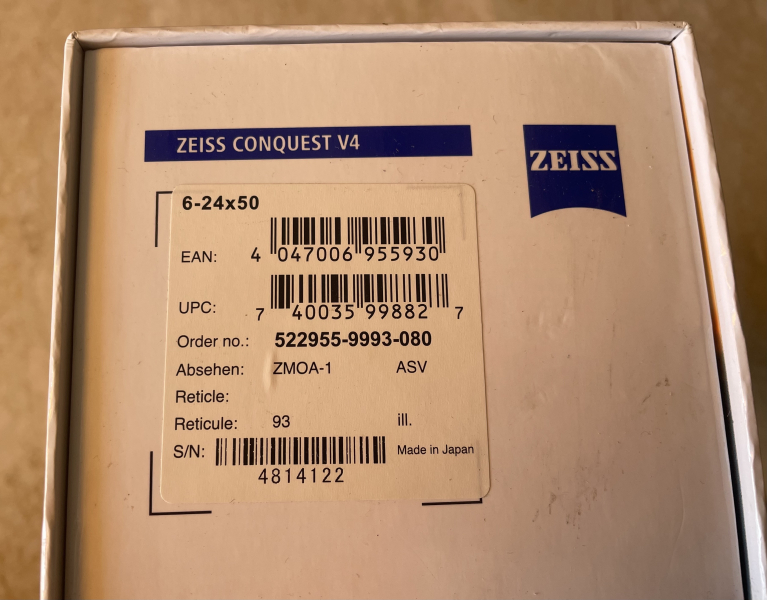 ZEISS CONQUEST V4
ZEISS
6-24x50
EAN: 4 047006 955930
UPC: 7 40035 99882 7
Order no.: 522955-9993-080
Absehen: ZMOA-1 ASV
Reticle:
Reticule: 93 ill.
S/N: Made in Japan
4814122